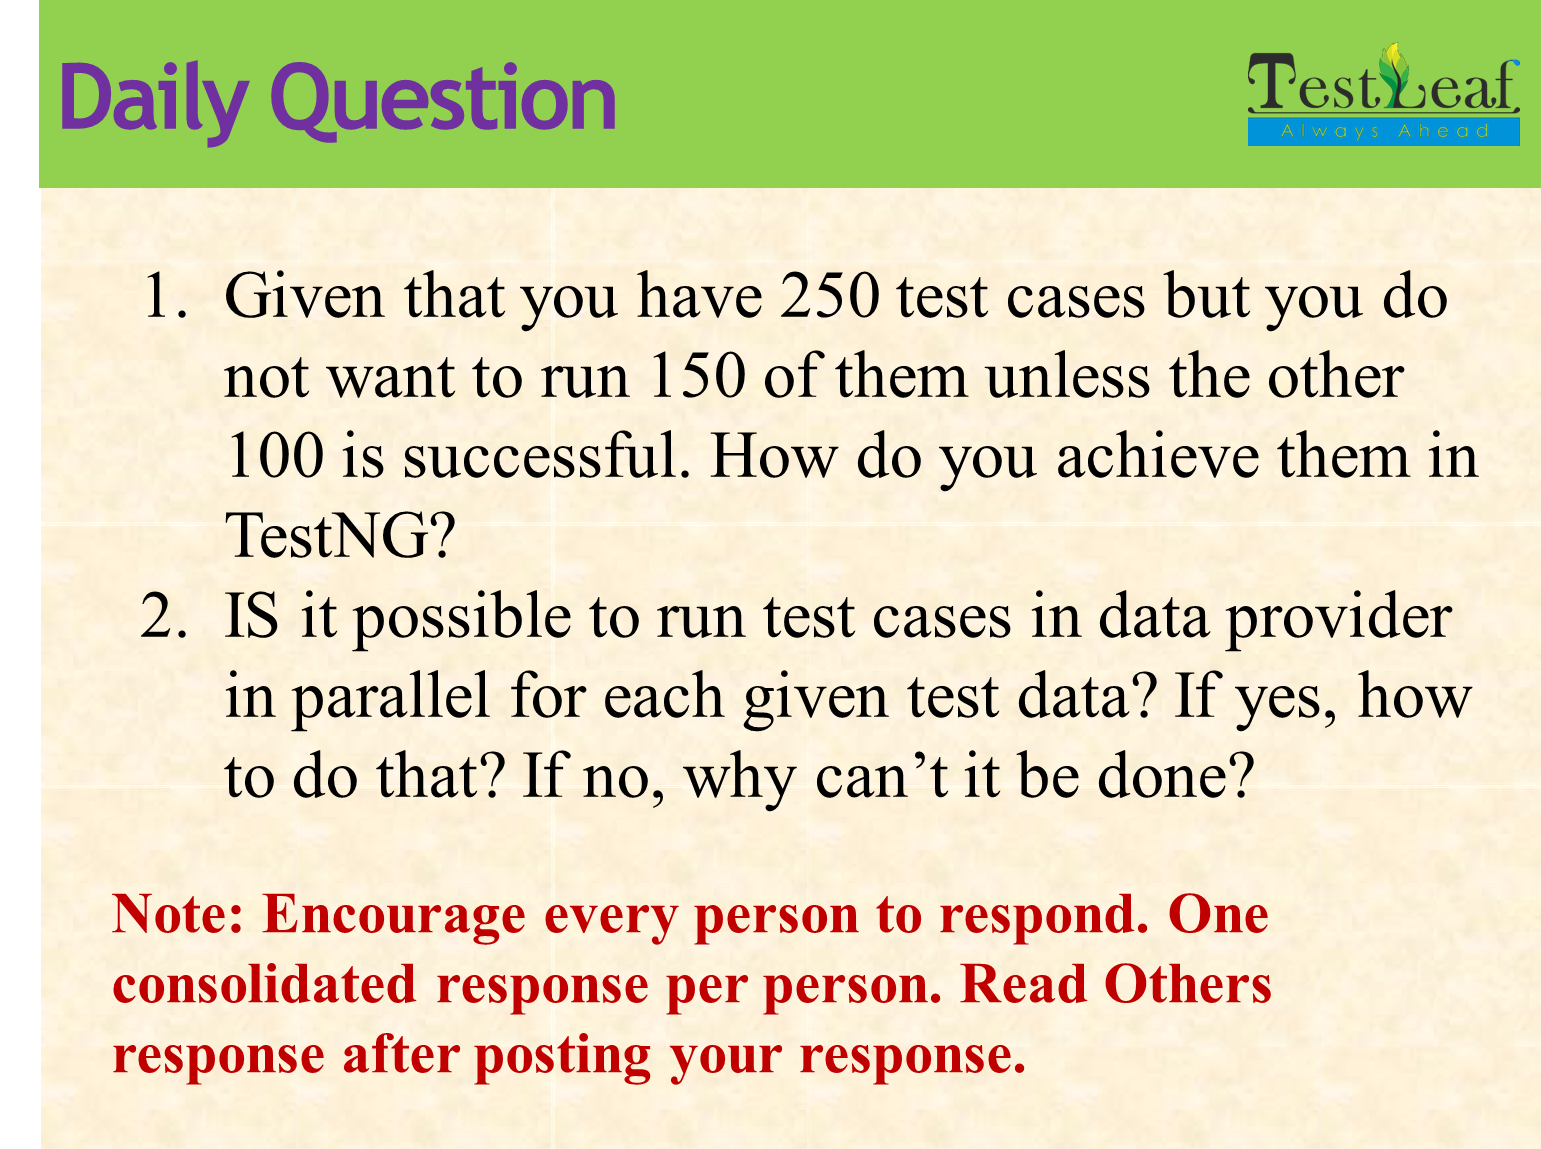 Daily Question
TestLeaf
Always Ahead
1. Given that you have 250 test cases but you do
not want to run 150 of them unless the other
100 is successful. How do you achieve them in
TestNG?
2. IS it possible to run test cases in data provider
in parallel for each given test data? If yes, how
to do that? If no, why can’t it be done?
Note: Encourage every person to respond. One
consolidated response per person. Read Others
response after posting your response.